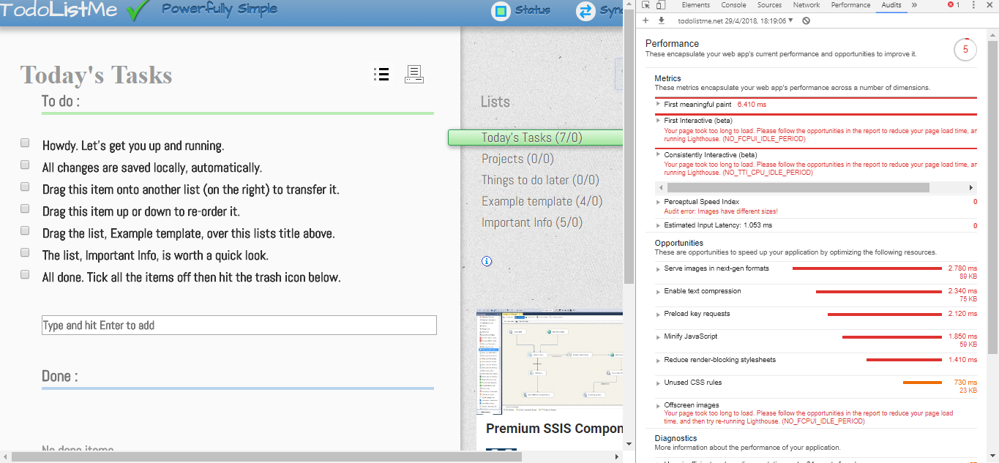 TodoListMe Powerfully Simple
Status
Today's Tasks
To do :
Howdy. Let's get you up and running.
All changes are saved locally, automatically.
Drag this item onto another list (on the right) to transfer it.
Drag this item up or down to re-order it.
Drag the list, Example template, over this lists title above.
The list, Important Info, is worth a quick look.
All done. Tick all the items off then hit the trash icon below.
Type and hit Enter to add
Done :
No done items
Lists
Today's Tasks (7/0)
Projects (0/0)
Things to do later (0/0)
Example template (4/0)
Important Info (5/0)
Premium SSIS Compon
Elements Console Sources Network Performance Audits » 1
todolistme.net 29/4/2018, 18:19:06
Performance
These encapsulate your web app's current performance and opportunities to improve it.
5
Metrics
These metrics encapsulate your web app's performance across a number of dimensions.
First meaningful paint 6.410 ms
First Interactive (beta)
Your page took too long to load. Please follow the opportunities in the report to reduce your page load time, an
running Lighthouse. (NO_FCPUI_IDLE_PERIOD)
Consistently Interactive (beta)
Your page took too long to load. Please follow the opportunities in the report to reduce your page load time, an
running Lighthouse. (NO_TTI_CPU_IDLE_PERIOD)
Perceptual Speed Index 0
Audit error: Images have different sizes!
Estimated Input Latency: 1.053 ms 0
Opportunities
These are opportunities to speed up your application by optimizing the following resources.
Serve images in next-gen formats 2.780 ms
89 KB
Enable text compression 2,340 ms
75 KB
Preload key requests 2.120 ms
Minify JavaScript 1.850 ms
59 KB
Reduce render-blocking stylesheets 1.410 ms
Unused CSS rules 730 ms
23 KB
Offscreen images
Your page took too long to load. Please follow the opportunities in the report to reduce your page load
time, and then try re-running Lighthouse. (NO_FCPUI_IDLE_PERIOD)
Diagnostics
More information about the performance of your application.